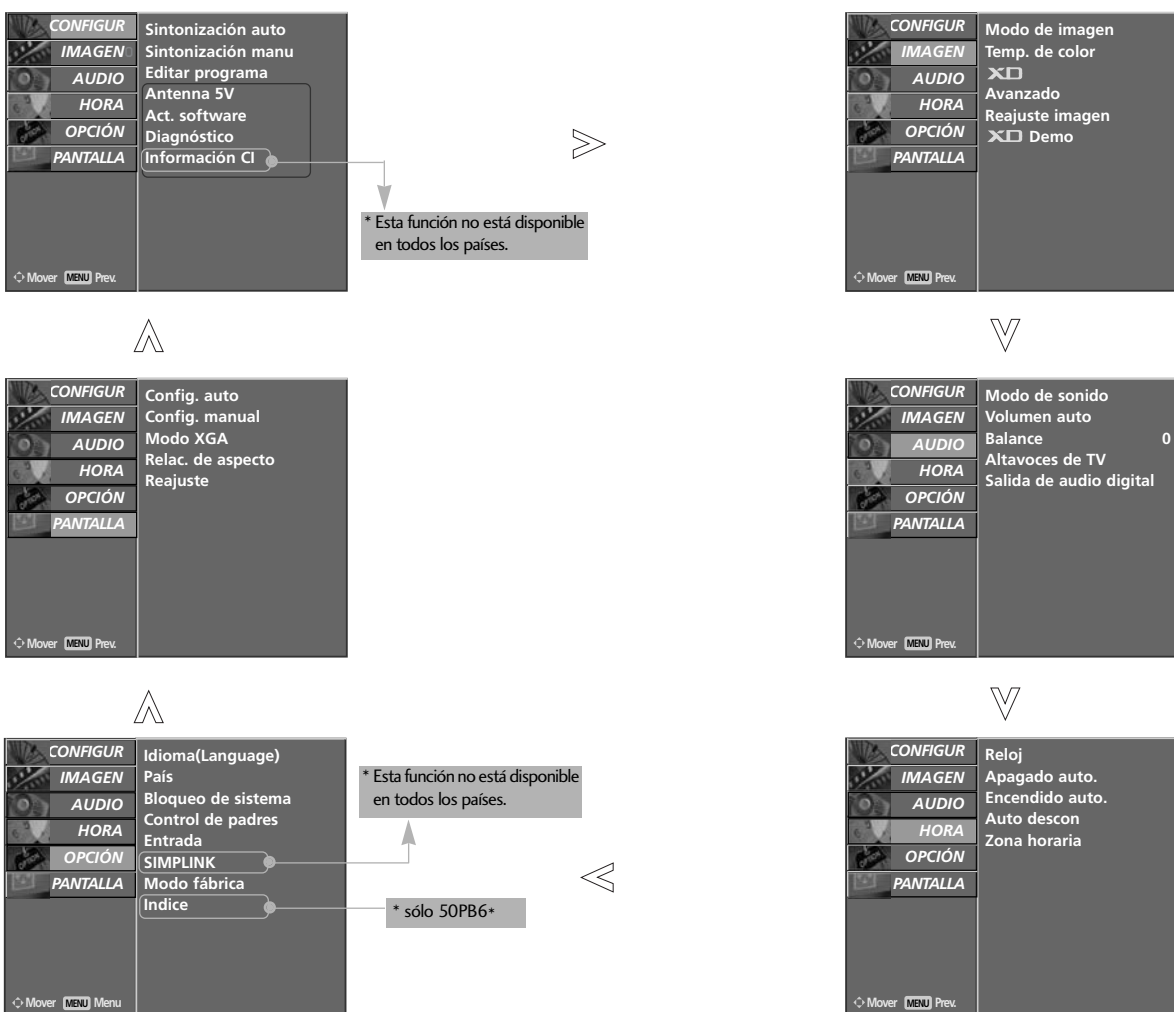 CONFIGUR
IMAGEN
AUDIO
HORA
OPCIÓN
PANTALLA
Mover MENU Prev.
Sintonización auto
Sintonización manu
Editar programa
Antenna 5V
Act. software
Diagnóstico
Información CI
* Esta función no está disponible
en todos los países.
CONFIGUR
IMAGEN
AUDIO
HORA
OPCIÓN
PANTALLA
Mover MENU Prev.
Modo de imagen
Temp. de color
XD
Avanzado
Reajuste imagen
XD Demo
CONFIGUR
IMAGEN
AUDIO
HORA
OPCIÓN
PANTALLA
Mover MENU Prev.
Config. auto
Config. manual
Modo XGA
Relac. de aspecto
Reajuste
CONFIGUR
IMAGEN
AUDIO
HORA
OPCIÓN
PANTALLA
Mover MENU Prev.
Modo de sonido
Volumen auto
Balance 0
Altavoces de TV
Salida de audio digital
CONFIGUR
IMAGEN
AUDIO
HORA
OPCIÓN
PANTALLA
Mover MENU Menu
Idioma(Language)
País
Bloqueo de sistema
Control de padres
Entrada
SIMPLINK
Modo fábrica
Indice
* Esta función no está disponible
en todos los países.
* sólo 50PB6*
CONFIGUR
IMAGEN
AUDIO
HORA
OPCIÓN
PANTALLA
Mover MENU Prev.
Reloj
Apagado auto.
Encendido auto.
Auto descon
Zona horaria